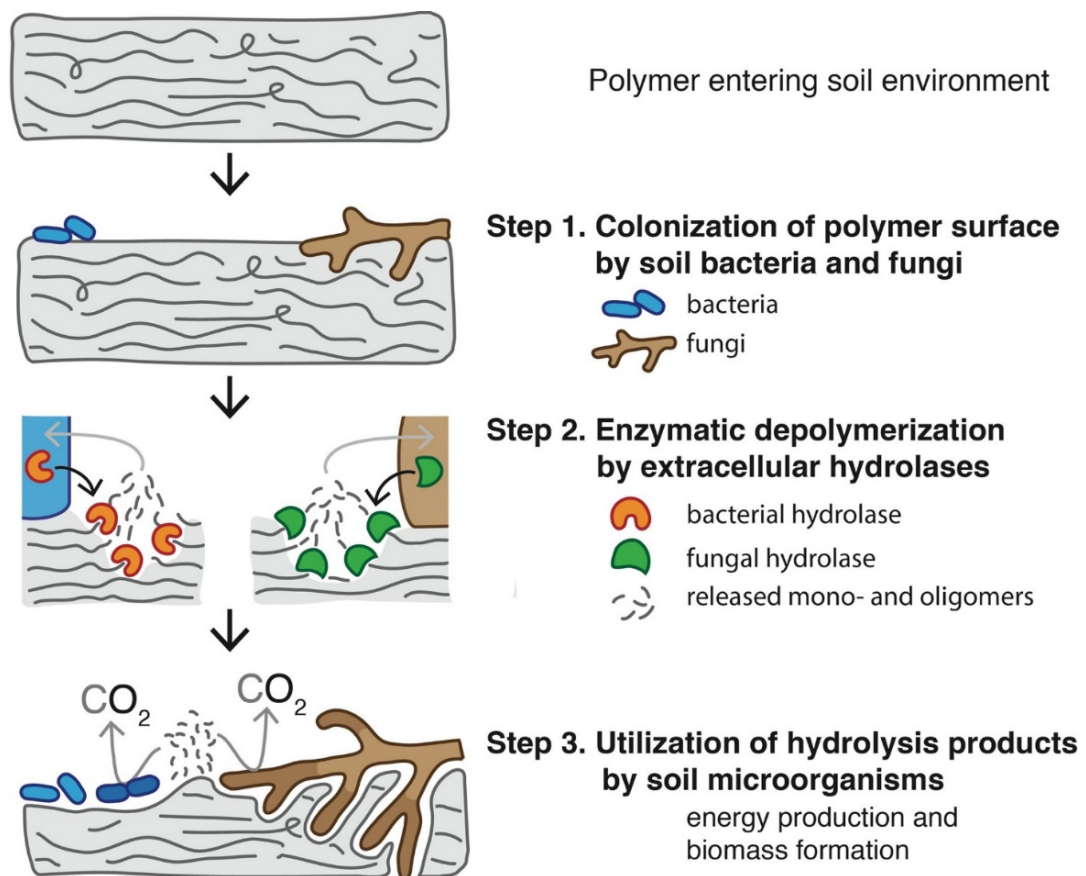 Polymer entering soil environment
Step 1. Colonization of polymer surface
by soil bacteria and fungi
bacteria
fungi
Step 2. Enzymatic depolymerization
by extracellular hydrolases
bacterial hydrolase
fungal hydrolase
released mono- and oligomers
CO₂
CO₂
Step 3. Utilization of hydrolysis products
by soil microorganisms
energy production and
biomass formation